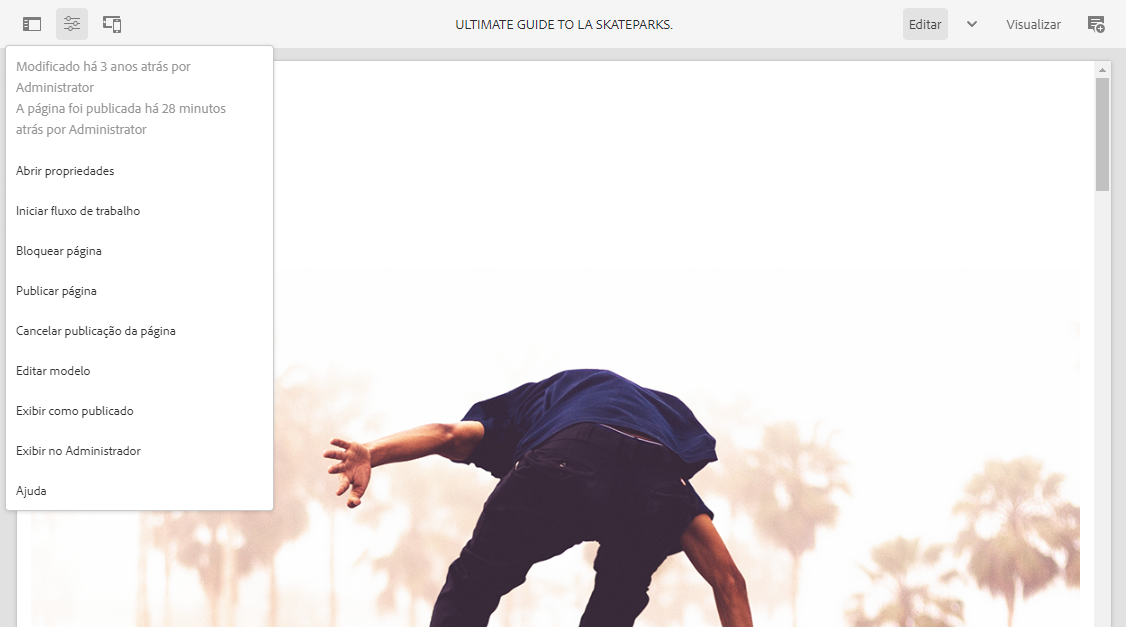 ULTIMATE GUIDE TO LA SKATEPARKS.
Editar
Visualizar
Modificado há 3 anos atrás por
Administrator
A página foi publicada há 28 minutos
atrás por Administrator
Abrir propriedades
Iniciar fluxo de trabalho
Bloquear página
Publicar página
Cancelar publicação da página
Editar modelo
Exibir como publicado
Exibir no Administrador
Ajuda